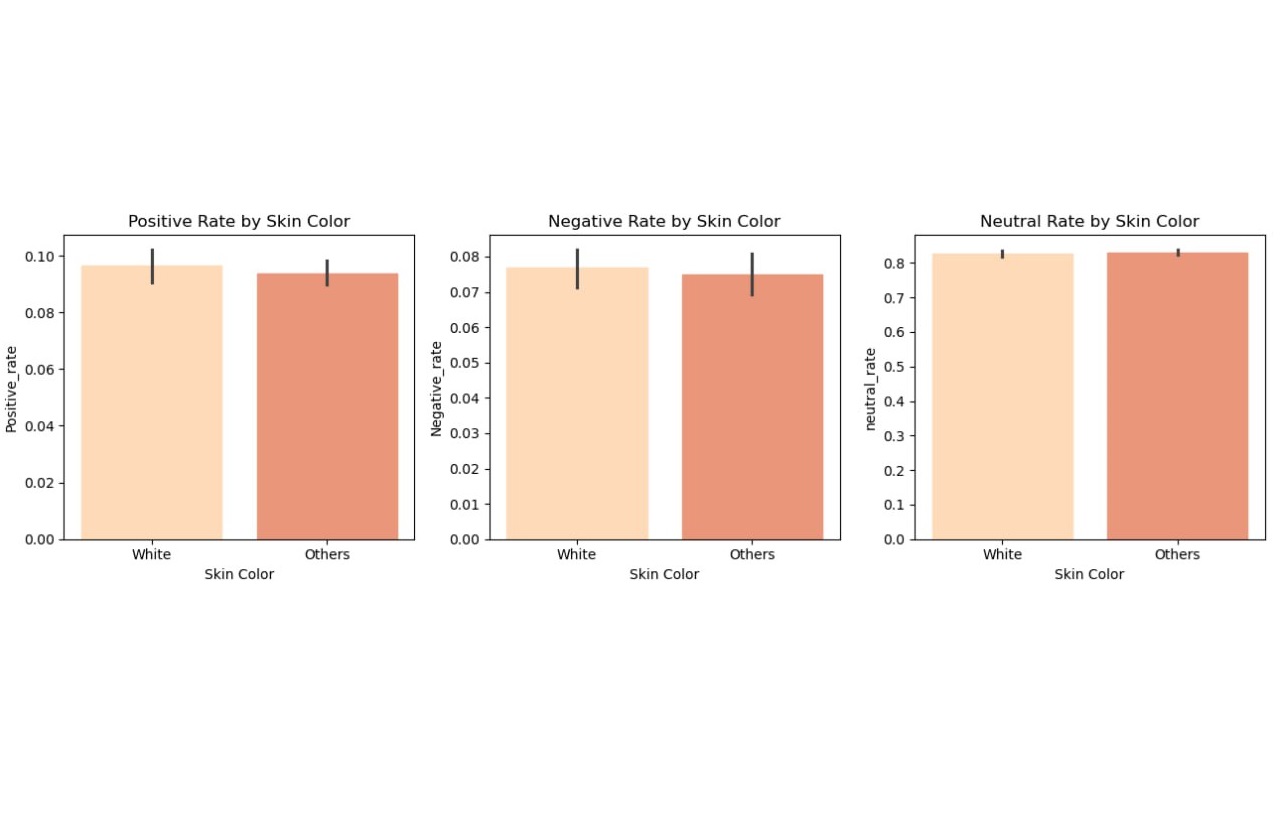 Positive Rate by Skin Color
Positive_rate
0.10
0.08
0.06
0.04
0.02
0.00
White Others
Skin Color
Negative Rate by Skin Color
Negative_rate
0.08
0.07
0.06
0.05
0.04
0.03
0.02
0.01
0.00
White Others
Skin Color
Neutral Rate by Skin Color
neutral_rate
0.8
0.7
0.6
0.5
0.4
0.3
0.2
0.1
0.0
White Others
Skin Color